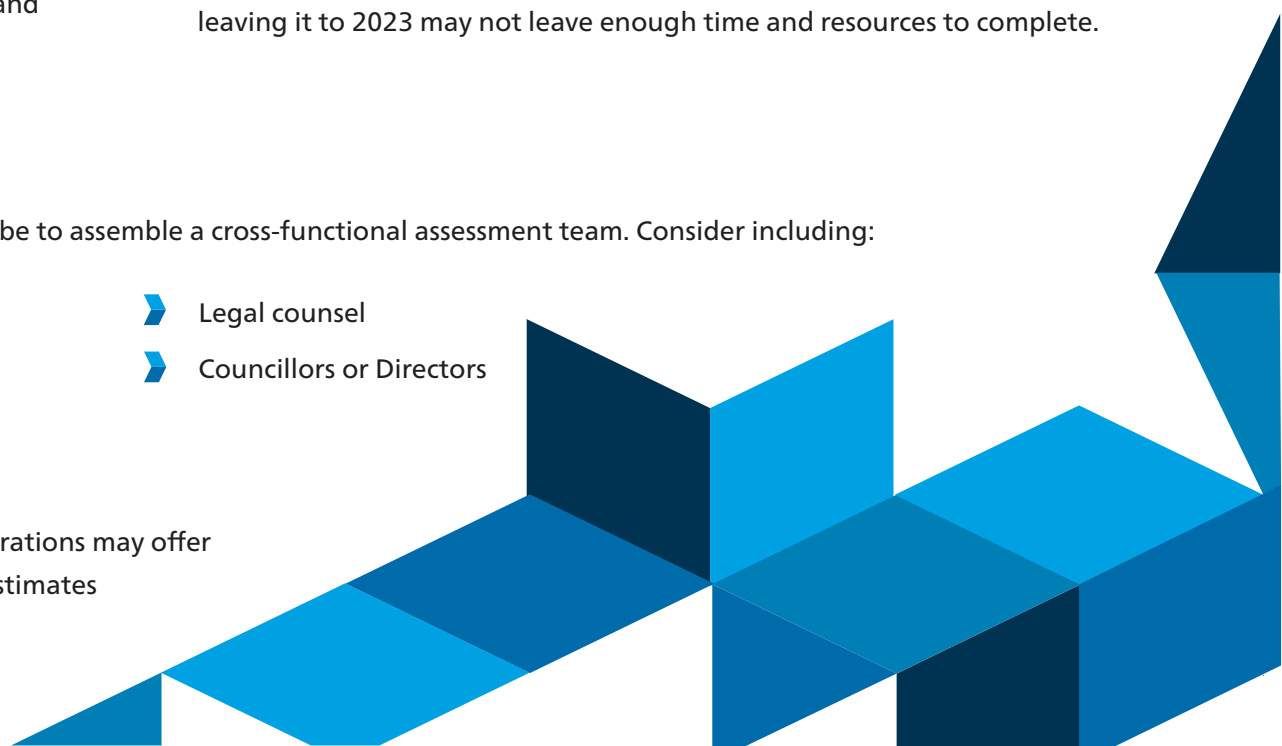 and
leaving it to 2023 may not leave enough time and resources to complete.
be to assemble a cross-functional assessment team. Consider including:
Legal counsel
Councillors or Directors
rations may offer
stimates